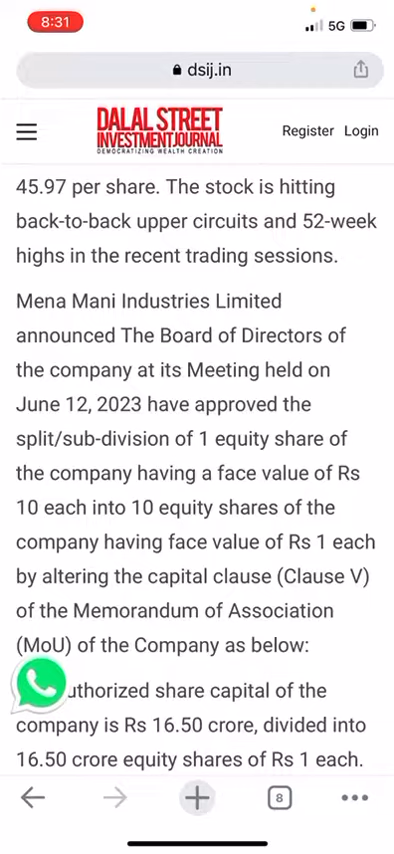 8:31
5G
dsij.in
DALAL STREET
INVESTMENT JOURNAL
DEMOCRATIZING WEALTH CREATION
Register Login
45.97 per share. The stock is hitting
back-to-back upper circuits and 52-week
highs in the recent trading sessions.
Mena Mani Industries Limited
announced The Board of Directors of
the company at its Meeting held on
June 12, 2023 have approved the
split/sub-division of 1 equity share of
the company having a face value of Rs
10 each into 10 equity shares of the
company having face value of Rs 1 each
by altering the capital clause (Clause V)
of the Memorandum of Association
(MoU) of the Company as below:
uthorized share capital of the
company is Rs 16.50 crore, divided into
16.50 crore equity shares of Rs 1 each.
8